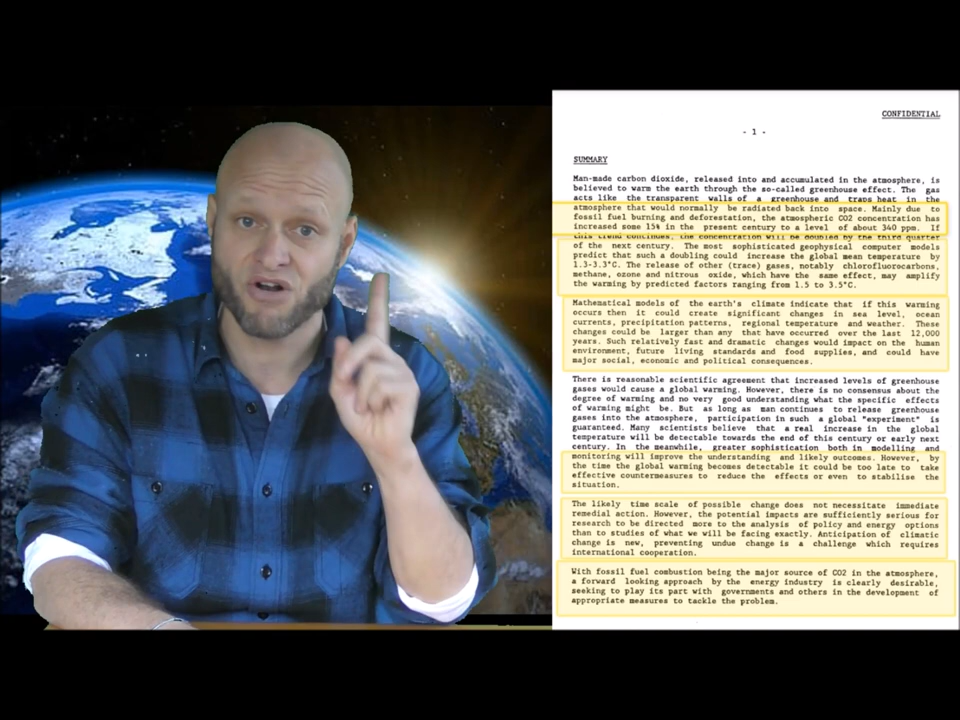 CONFIDENTIAL
- 1 -
SUMMARY
Man-made carbon dioxide, released into and accumulated in the atmosphere, is
believed to warm the earth through the so-called greenhouse effect. The gas
acts like the transparent walls of a greenhouse and traps heat in the
atmosphere that would normally be radiated back into space. Mainly due to
fossil fuel burning and deforestation, the atmospheric CO2 concentration has
increased some 15% in the present century to a level of about 340 ppm. If
this trend continues, the concentration will be doubled by the third quarter
of the next century. The most sophisticated geophysical computer models
predict that such a doubling could increase the global mean temperature by
1.3-3.3°C. The release of other (trace) gases, notably chlorofluorocarbons,
methane, ozone and nitrous oxide, which have the same effect, may amplify
the warming by predicted factors ranging from 1.5 to 3.5°C.
Mathematical models of the earth's climate indicate that if this warming
occurs then it could create significant changes in sea level, ocean
currents, precipitation patterns, regional temperature and weather. These
changes could be larger than any that have occurred over the last 12,000
years. Such relatively fast and dramatic changes would impact on the human
environment, future living standards and food supplies, and could have
major social, economic and political consequences.
There is reasonable scientific agreement that increased levels of greenhouse
gases would cause a global warming. However, there is no consensus about the
degree of warming and no very good understanding what the specific effects
of warming might be. But as long as man continues to release greenhouse
gases into the atmosphere, participation in such a global "experiment" is
guaranteed. Many scientists believe that a real increase in the global
temperature will be detectable towards the end of this century or early next
century. In the meanwhile, greater sophistication both in modelling and
monitoring will improve the understanding and likely outcomes. However, by
the time the global warming becomes detectable it could be too late to take
effective countermeasures to reduce the effects or even to stabilise the
situation.
The likely time scale of possible change does not necessitate immediate
remedial action. However, the potential impacts are sufficiently serious for
research to be directed more to the analysis of policy and energy options
than to studies of what we will be facing exactly. Anticipation of climatic
change is new, preventing undue change is a challenge which requires
international cooperation.
With fossil fuel combustion being the major source of CO2 in the atmosphere,
a forward looking approach by the energy industry is clearly desirable,
seeking to play its part with governments and others in the development of
appropriate measures to tackle the problem.